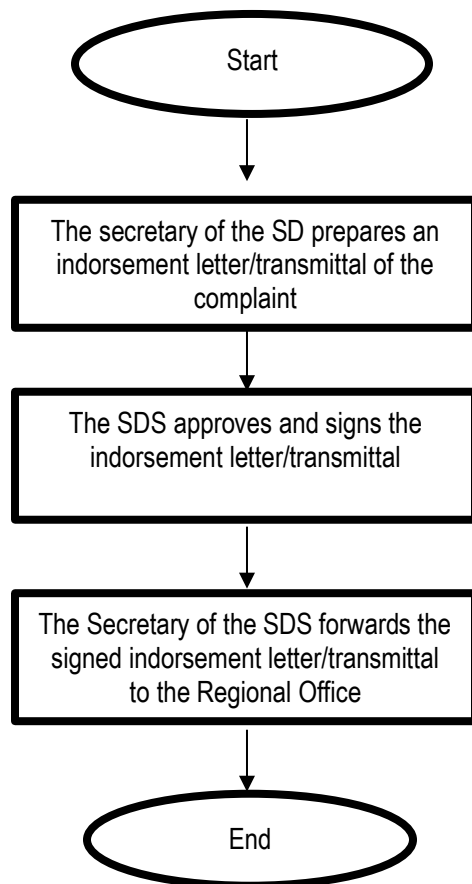 Start
The secretary of the SD prepares an
indorsement letter/transmittal of the
complaint
The SDS approves and signs the
indorsement letter/transmittal
The Secretary of the SDS forwards the
signed indorsement letter/transmittal
to the Regional Office
End